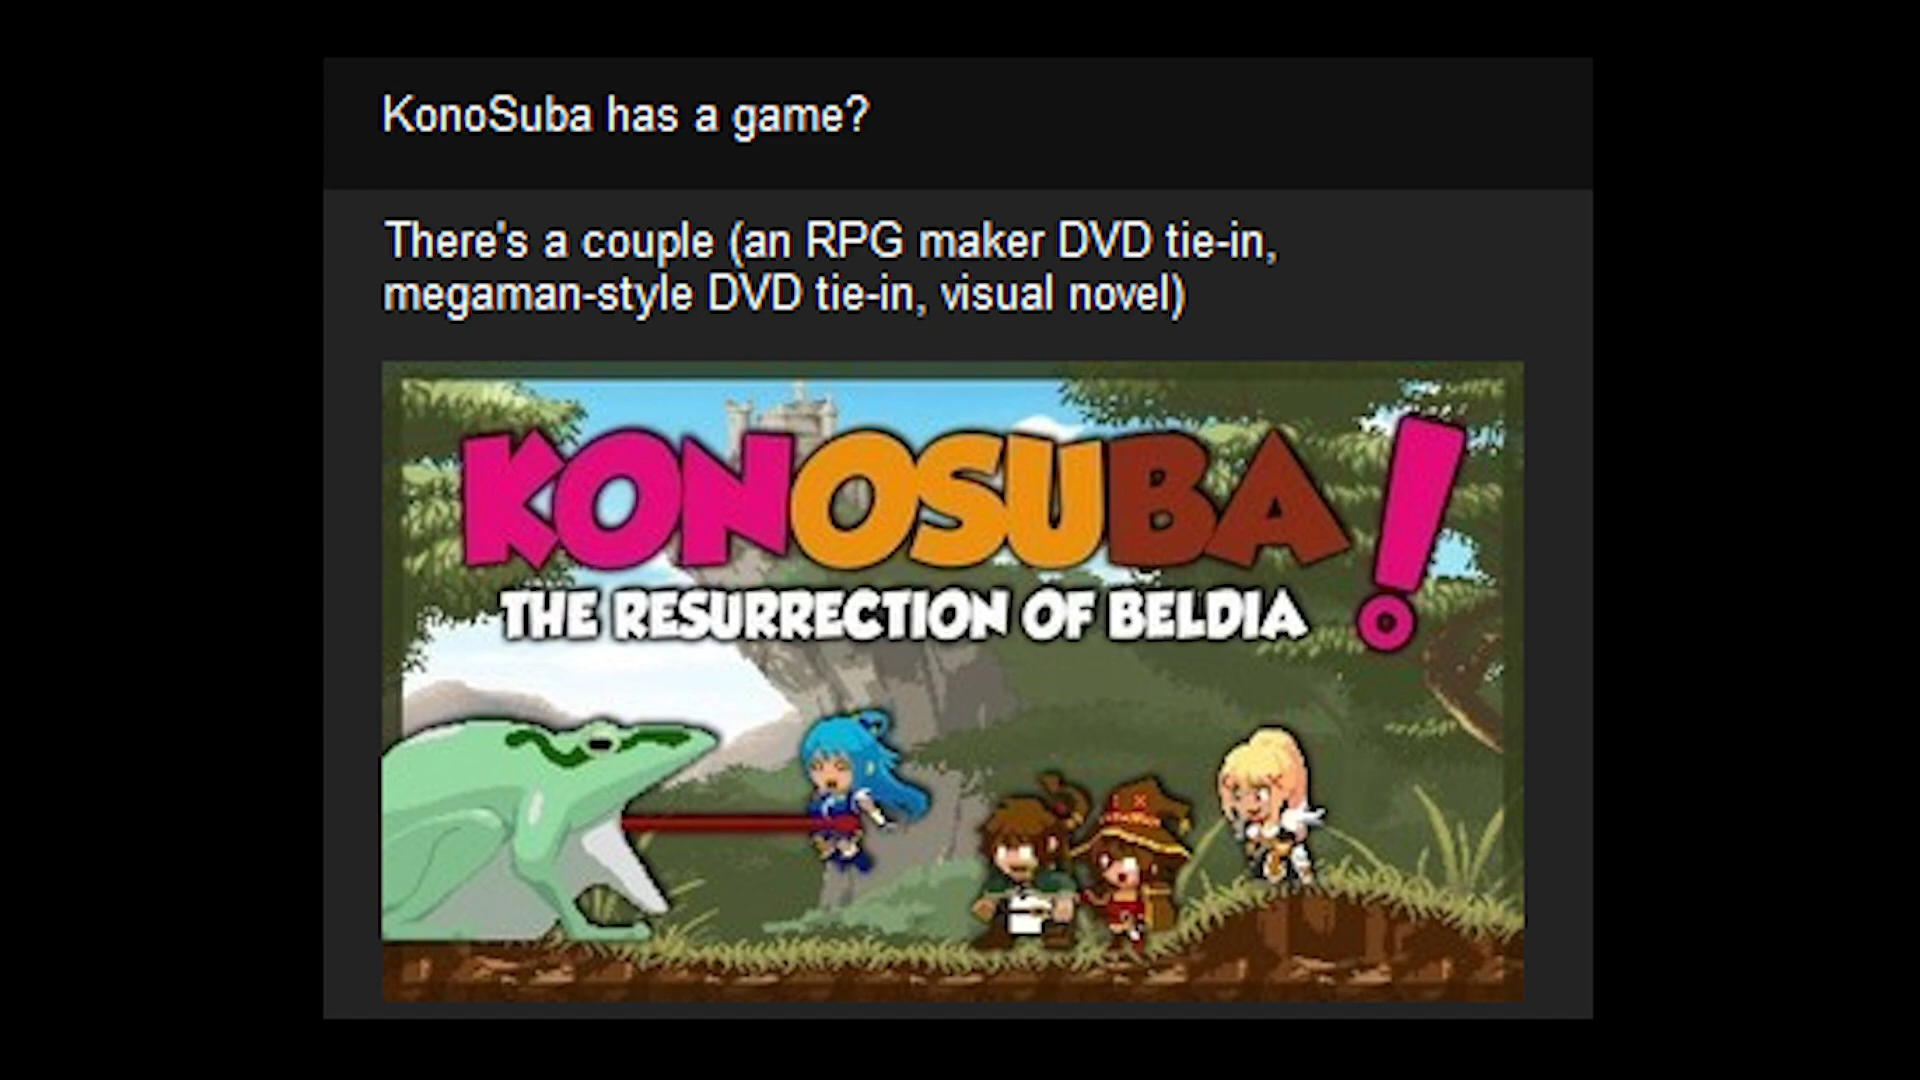 KonoSuba has a game?
There's a couple (an RPG maker DVD tie-in,
megaman-style DVD tie-in, visual novel)
KONOSUBA!
THE RESURRECTION OF BELDIA